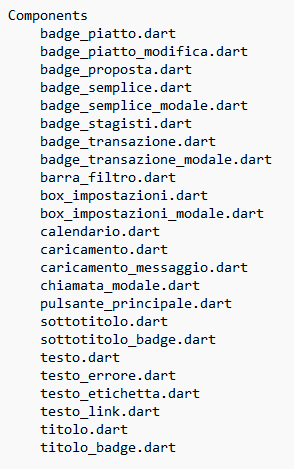 Components
badge_piatto.dart
badge_piatto_modifica.dart
badge_proposta.dart
badge_semplice.dart
badge_semplice_modale.dart
badge_stagisti.dart
badge_transazione.dart
badge_transazione_modale.dart
barra_filtro.dart
box_impostazioni.dart
box_impostazioni_modale.dart
calendario.dart
caricamento.dart
caricamento_messaggio.dart
chiamata_modale.dart
pulsante_principale.dart
sottotitolo.dart
sottotitolo_badge.dart
testo.dart
testo_errore.dart
testo_etichetta.dart
testo_link.dart
titolo.dart
titolo_badge.dart